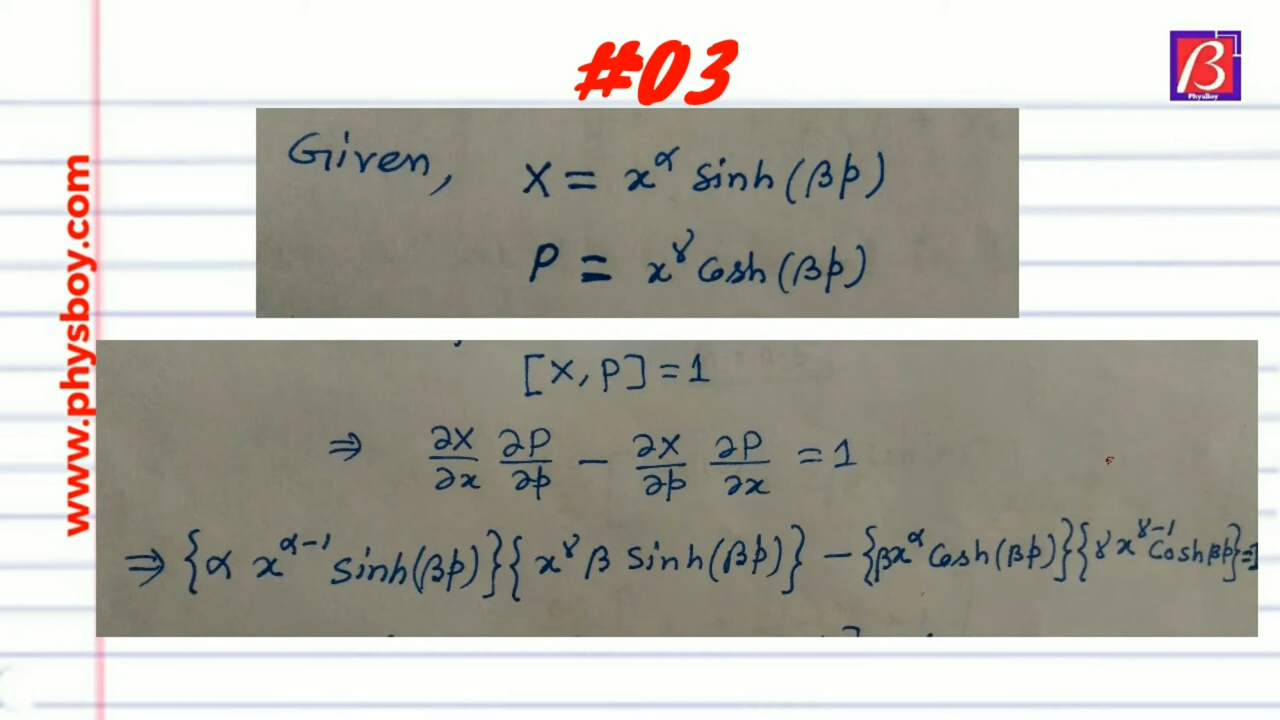 #03
β
PhysBoy
www.physboy.com
Given, X = x^α sinh(βp)
P = x^γ Cosh(βp)
[X, P] = 1
⇒ ∂X/∂x ∂P/∂p − ∂X/∂p ∂P/∂x = 1
⇒ {α x^(α−1) sinh(βp)}{x^γ β sinh(βp)} − {βx^α Cosh(βp)}{γ x^(γ−1) Cosh βp} = 1